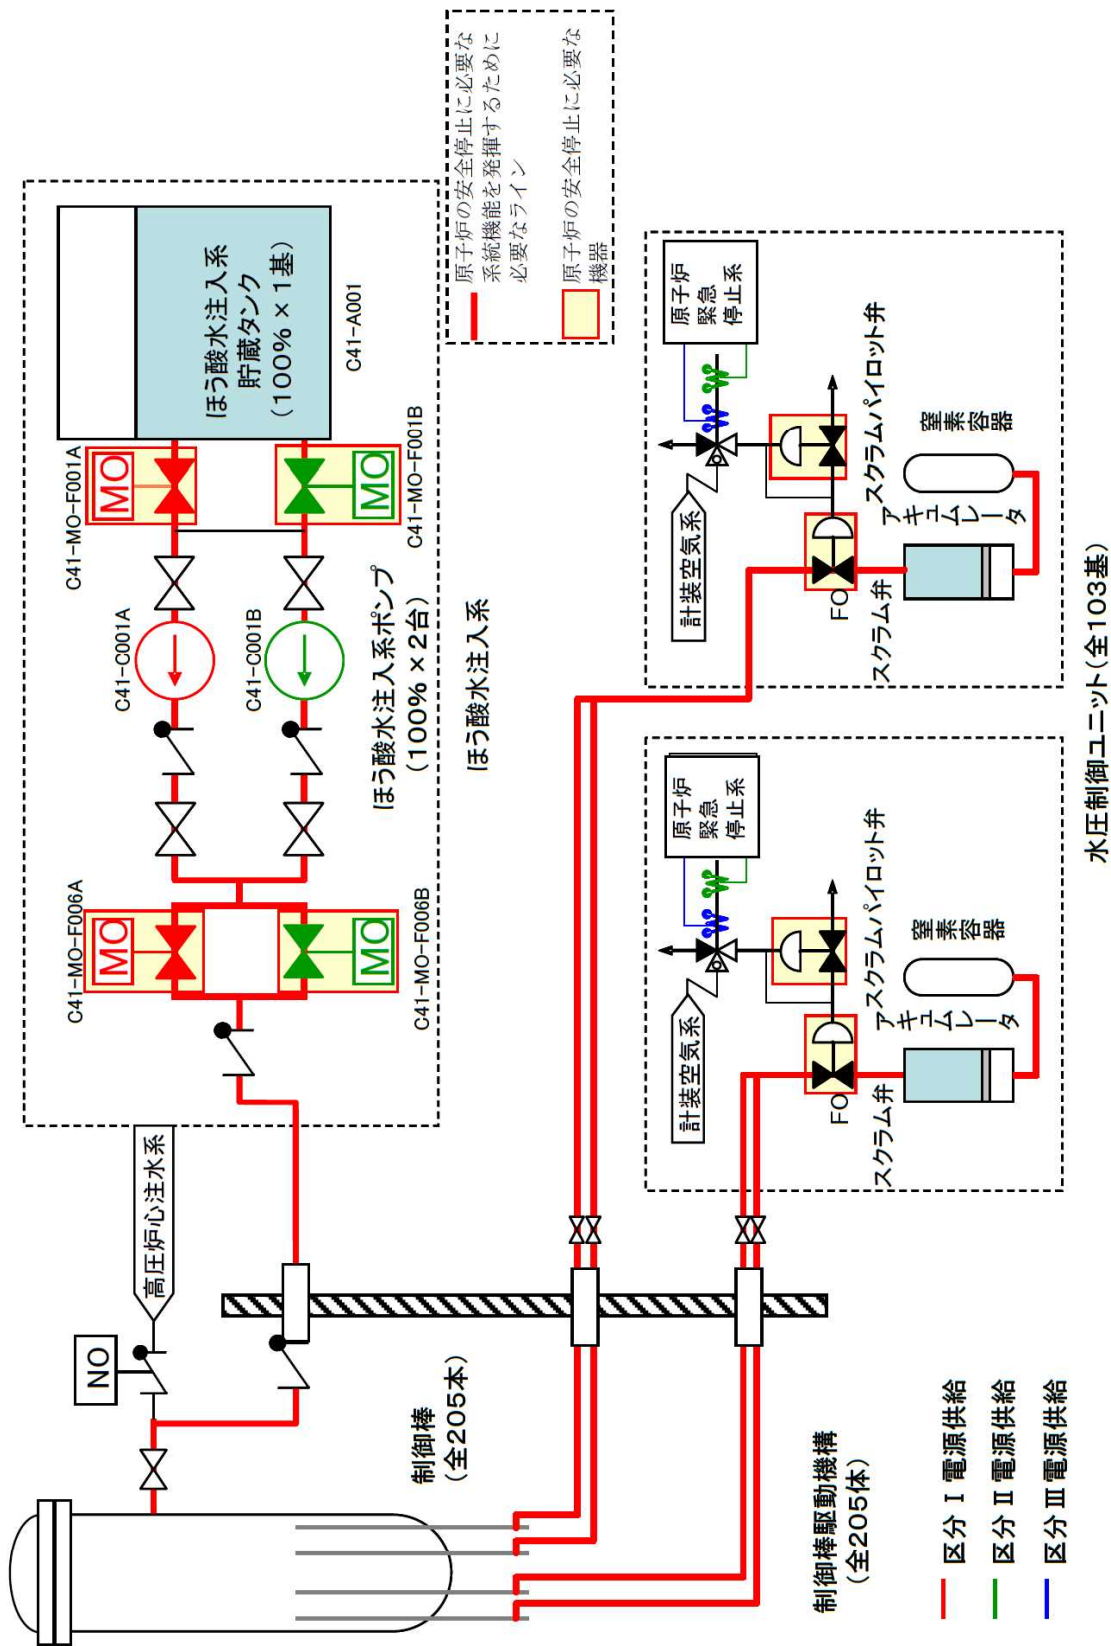 ほう酸水注入系
貯蔵タンク
(100%×1基)
C41-A001
C41-MO-F001A
MO
C41-MO-F001B
MO
C41-C001A
C41-C001B
ほう酸水注入系ポンプ
(100%×2台)
ほう酸水注入系
C41-MO-F006A
MO
C41-MO-F006B
MO
原子炉の安全停止に必要な
系統機能を発揮するために
必要なライン
原子炉の安全停止に必要な
機器
高圧炉心注水系
NO
制御棒
(全205本)
制御棒駆動機構
(全205体)
原子炉
緊急
停止系
計装空気系
スクラムパイロット弁
FO
スクラム弁
アキュムレータ
窒素容器
原子炉
緊急
停止系
計装空気系
スクラムパイロット弁
FO
スクラム弁
アキュムレータ
窒素容器
水圧制御ユニット(全103基)
区分Ⅰ電源供給
区分Ⅱ電源供給
区分Ⅲ電源供給